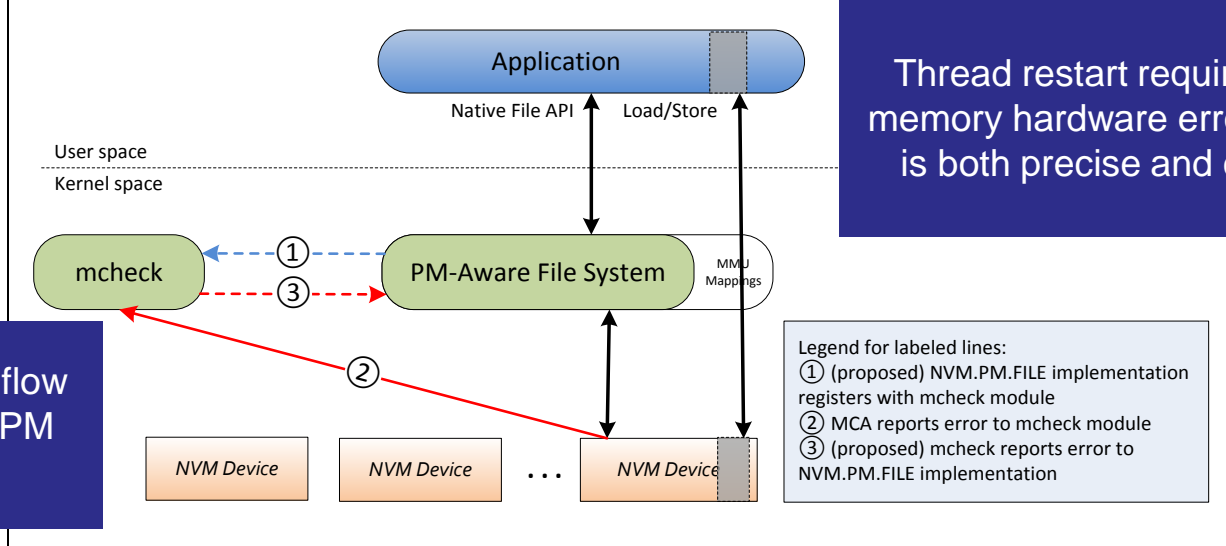 Application
Thread restart requir
memory hardware err
is both precise and
Native File API
Load/Store
User space
Kernel space
mcheck
①
③
PM-Aware File System
MMU
Mappings
②
flow
PM
NVM Device
NVM Device
...
NVM Device
Legend for labeled lines:
① (proposed) NVM.PM.FILE implementation
registers with mcheck module
② MCA reports error to mcheck module
③ (proposed) mcheck reports error to
NVM.PM.FILE implementation